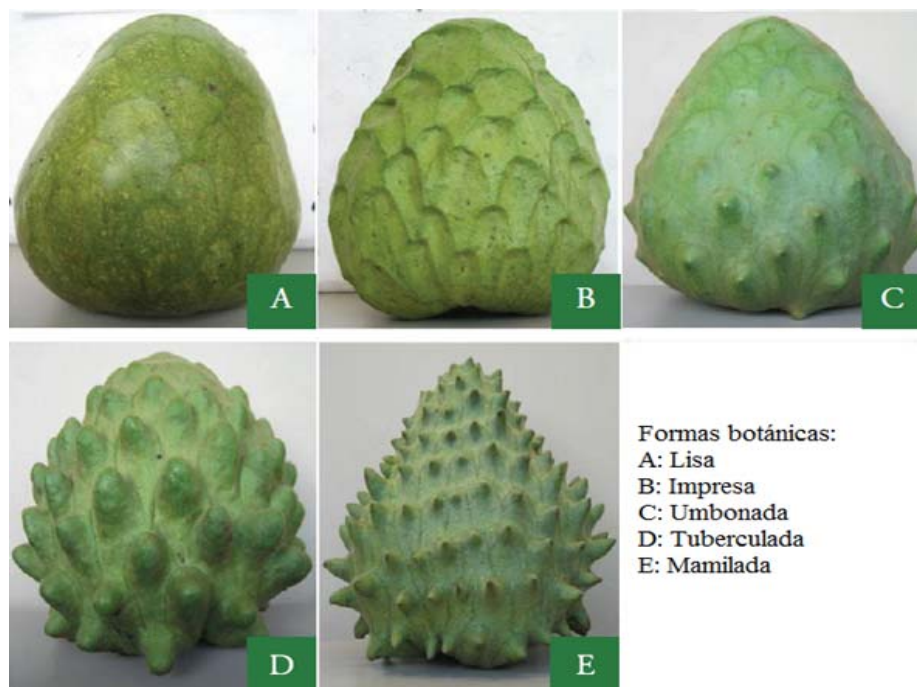 A
B
C
D
E
Formas botánicas:
A: Lisa
B: Impresa
C: Umbonada
D: Tuberculada
E: Mamilada